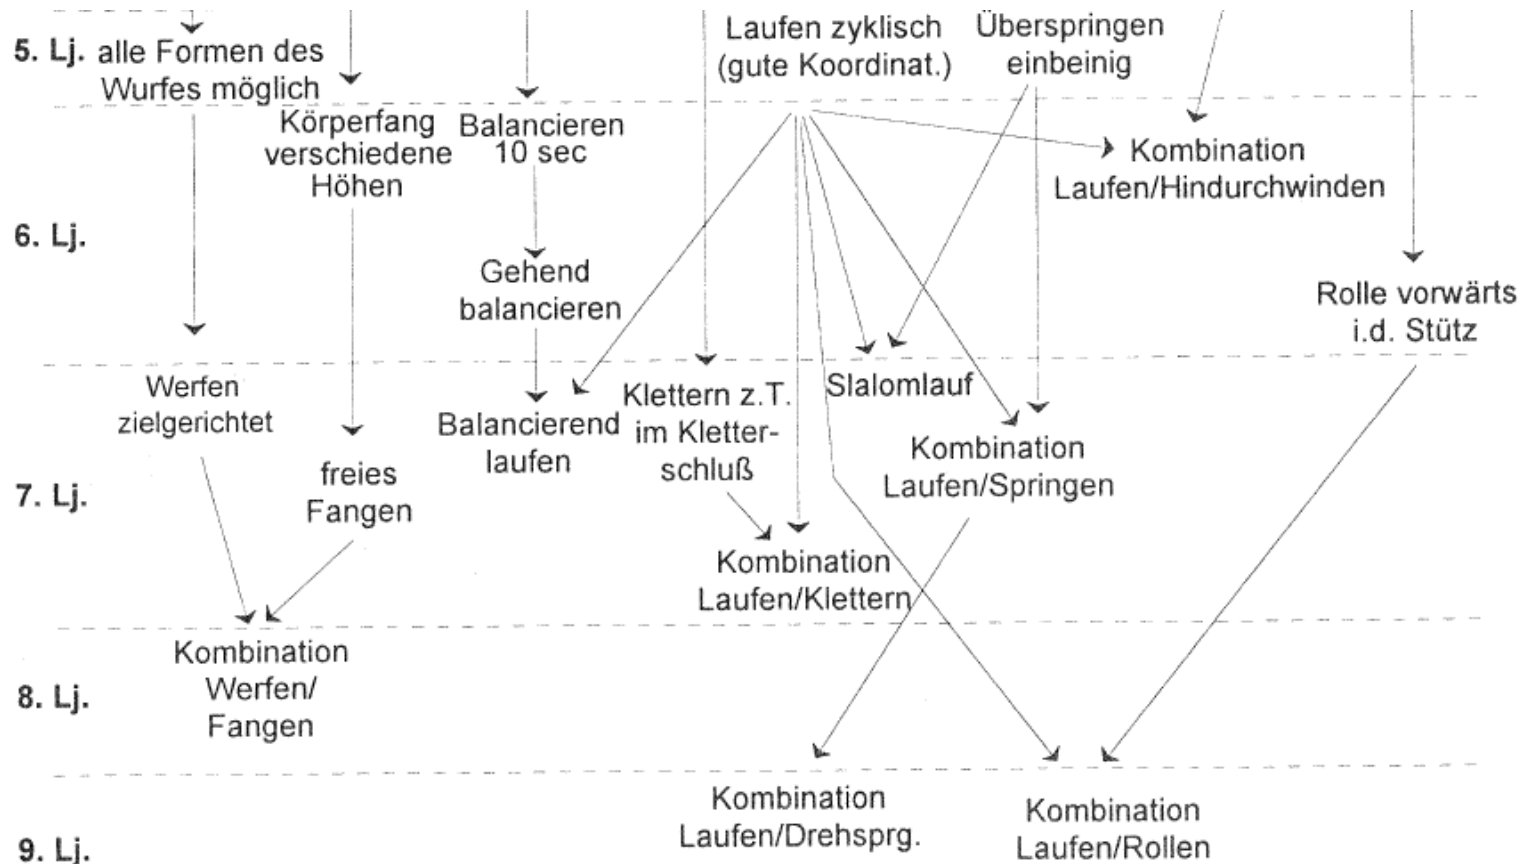 5. Lj.
alle Formen des
Wurfes möglich
Laufen zyklisch
(gute Koordinat.)
Überspringen
einbeinig
6. Lj.
Körperfang
verschiedene
Höhen
Balancieren
10 sec
Gehend
balancieren
Kombination
Laufen/Hindurchwinden
Rolle vorwärts
i.d. Stütz
7. Lj.
Werfen
zielgerichtet
freies
Fangen
Balancierend
laufen
Klettern z.T.
im Kletter-
schluß
Slalomlauf
Kombination
Laufen/Springen
Kombination
Laufen/Klettern
8. Lj.
Kombination
Werfen/
Fangen
9. Lj.
Kombination
Laufen/Drehsprg.
Kombination
Laufen/Rollen